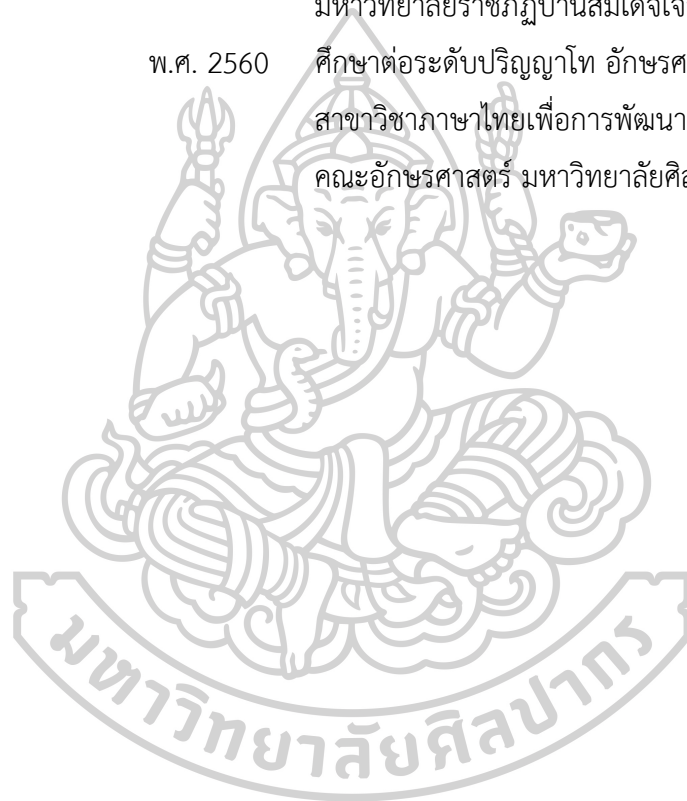 มหาวิทยาลัยราชภัฏบ้านสมเด็จเจ้
พ.ศ. 2560 ศึกษาต่อระดับปริญญาโท อักษรศ
สาขาวิชาภาษาไทยเพื่อการพัฒนา
คณะอักษรศาสตร์ มหาวิทยาลัยศิล
มหาวิทยาลัยศิลปากร